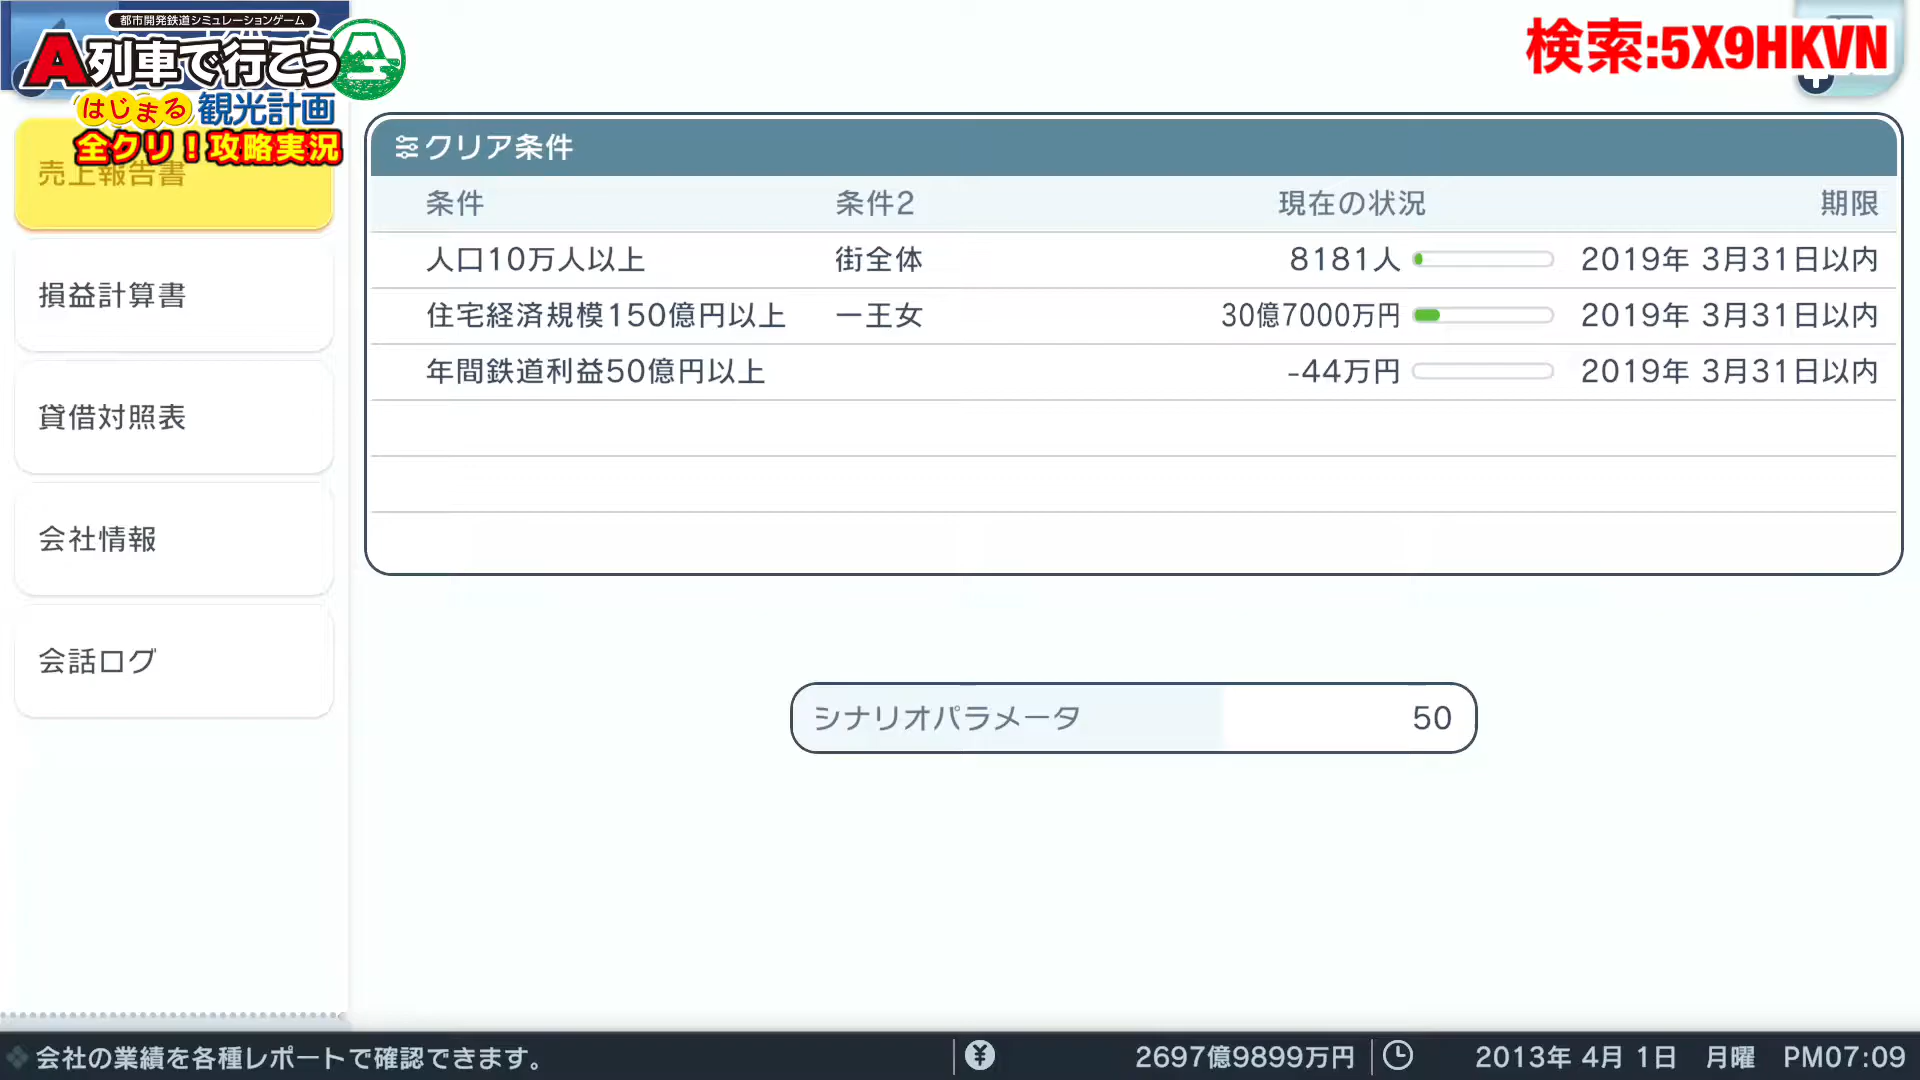 都市開発鉄道シミュレーションゲーム
A列車で行こう
はじまる観光計画
全クリ！攻略実況
検索:5X9HKVN
売上報告書
損益計算書
貸借対照表
会社情報
会話ログ
クリア条件
条件 条件2 現在の状況 期限
人口10万人以上 街全体 8181人 2019年 3月31日以内
住宅経済規模150億円以上 一王女 30億7000万円 2019年 3月31日以内
年間鉄道利益50億円以上 -44万円 2019年 3月31日以内
シナリオパラメータ 50
会社の業績を各種レポートで確認できます。 ¥ 2697億9899万円 2013年 4月 1日 月曜 PM07:09